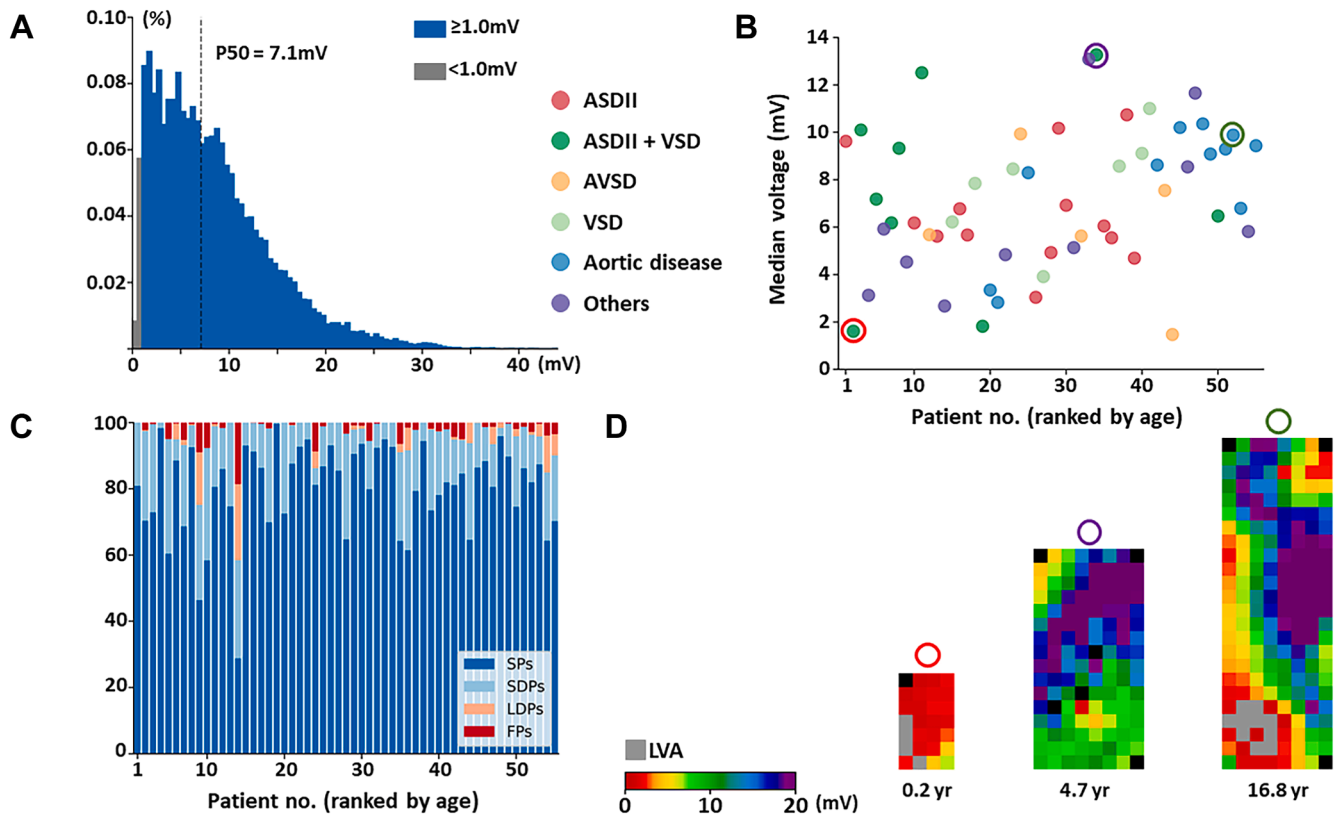 A
(%)
0.10
0.08
0.06
0.04
0.02
P50 = 7.1mV
≥1.0mV
<1.0mV
0 10 20 30 40 (mV)
ASDII
ASDII + VSD
AVSD
VSD
Aortic disease
Others
B
Median voltage (mV)
14
12
10
8
6
4
2
0
1 10 20 30 40 50
Patient no. (ranked by age)
C
100
80
60
40
20
0
SPs
SDPs
LDPs
FPs
1 10 20 30 40 50
Patient no. (ranked by age)
D
LVA
0 10 20 (mV)
0.2 yr
4.7 yr
16.8 yr